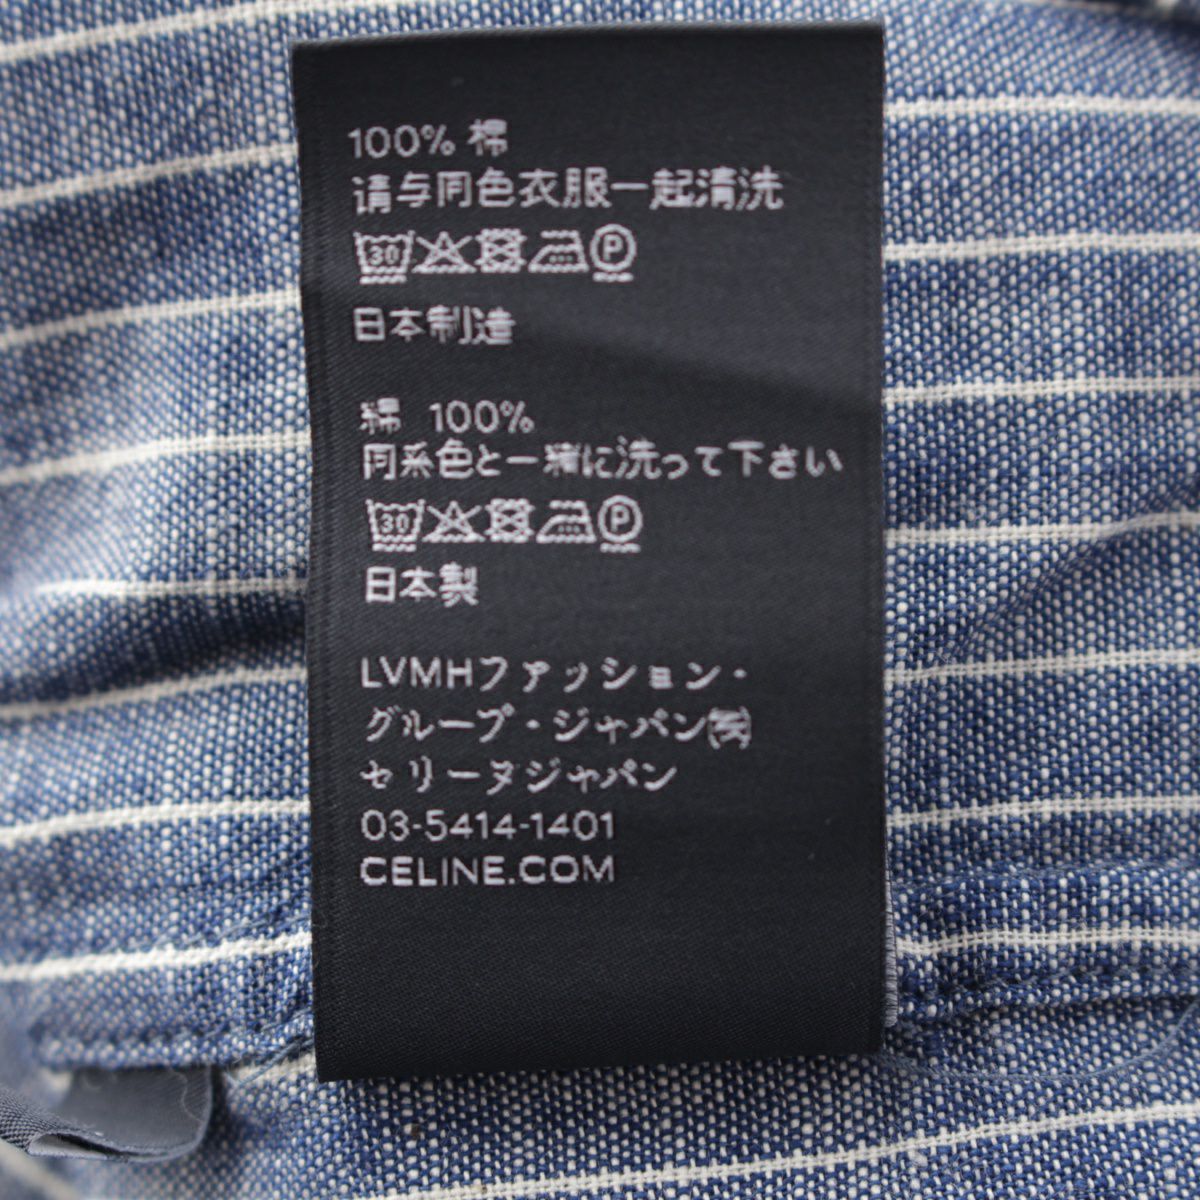 100% 棉
请与同色衣服一起清洗
30 P
日本制造
綿 100%
同系色と一緒に洗って下さい
30 P
日本製
LVMHファッション・
グループ・ジャパン㈱
セリーヌジャパン
03-5414-1401
CELINE.COM